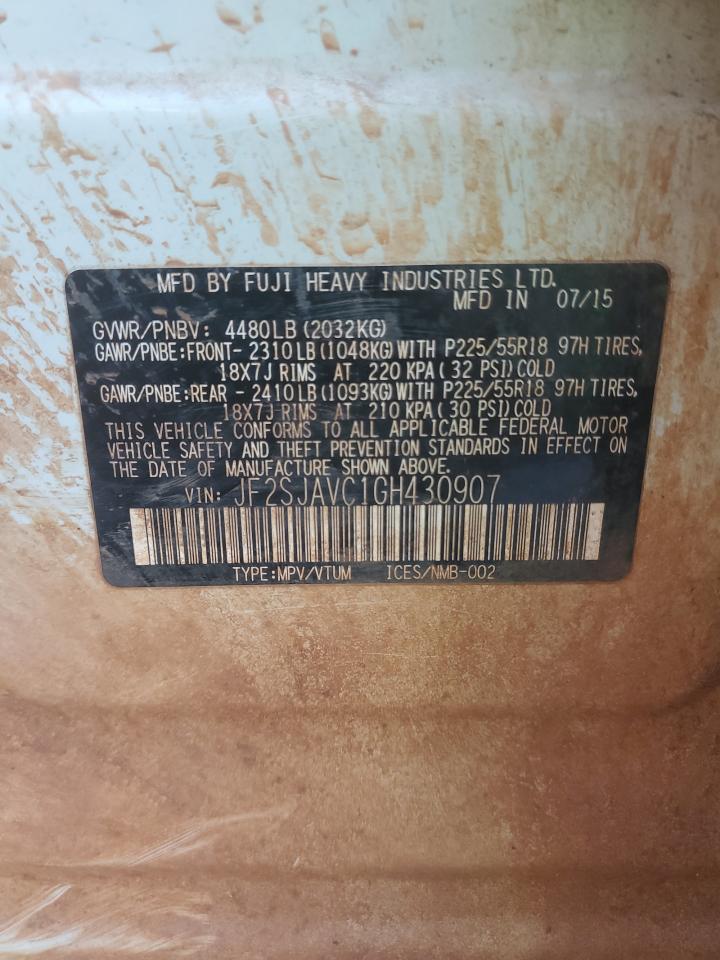 MFD BY FUJI HEAVY INDUSTRIES LTD.
MFD IN 07/15
GVWR/PNBV: 4480LB(2032KG)
GAWR/PNBE:FRONT- 2310LB(1048KG)WITH P225/55R18 97H TIRES,
18X7J RIMS AT 220 KPA( 32 PSI)COLD
GAWR/PNBE:REAR - 2410LB(1093KG)WITH P225/55R18 97H TIRES,
18X7J RIMS AT 210 KPA( 30 PSI)COLD
THIS VEHICLE CONFORMS TO ALL APPLICABLE FEDERAL MOTOR
VEHICLE SAFETY AND THEFT PREVENTION STANDARDS IN EFFECT ON
THE DATE OF MANUFACTURE SHOWN ABOVE.
VIN: JF2SJAVC1GH430907
TYPE:MPV/VTUM ICES/NMB-002